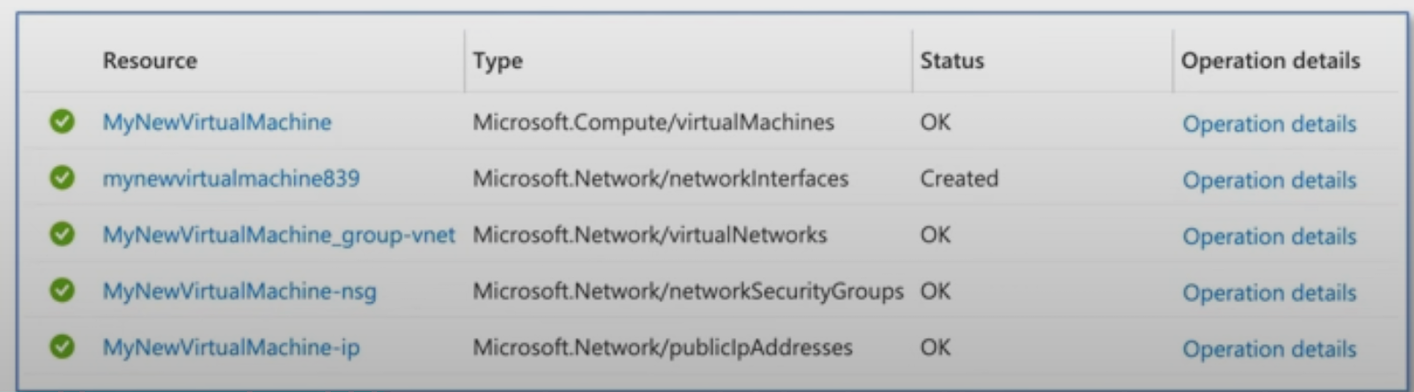 Resource Type Status Operation details
MyNewVirtualMachine Microsoft.Compute/virtualMachines OK Operation details
mynewvirtualmachine839 Microsoft.Network/networkInterfaces Created Operation details
MyNewVirtualMachine_group-vnet Microsoft.Network/virtualNetworks OK Operation details
MyNewVirtualMachine-nsg Microsoft.Network/networkSecurityGroups OK Operation details
MyNewVirtualMachine-ip Microsoft.Network/publicIpAddresses OK Operation details